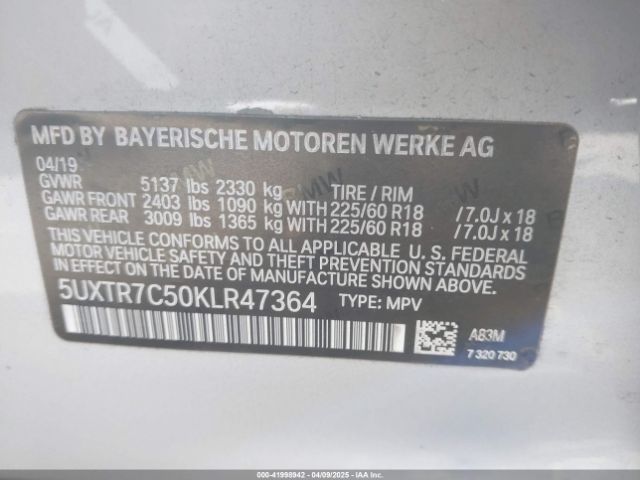 MFD BY BAYERISCHE MOTOREN WERKE AG
04/19
GVWR 5137 lbs 2330 kg TIRE / RIM
GAWR FRONT 2403 lbs 1090 kg WITH 225/60 R18 /7.0J x 18
GAWR REAR 3009 lbs 1365 kg WITH 225/60 R18 /7.0J x 18
THIS VEHICLE CONFORMS TO ALL APPLICABLE U. S. FEDERAL
MOTOR VEHICLE SAFETY, BUMPER, AND THEFT PREVENTION
STANDARDS IN EFFECT ON THE DATE OF MANUFACTURE SHOWN ABOVE.
5UXTR7C50KLR47364 TYPE: MPV
A83M
7 320 730
000-41998942 | 04/09/2025 | IAAI.COM